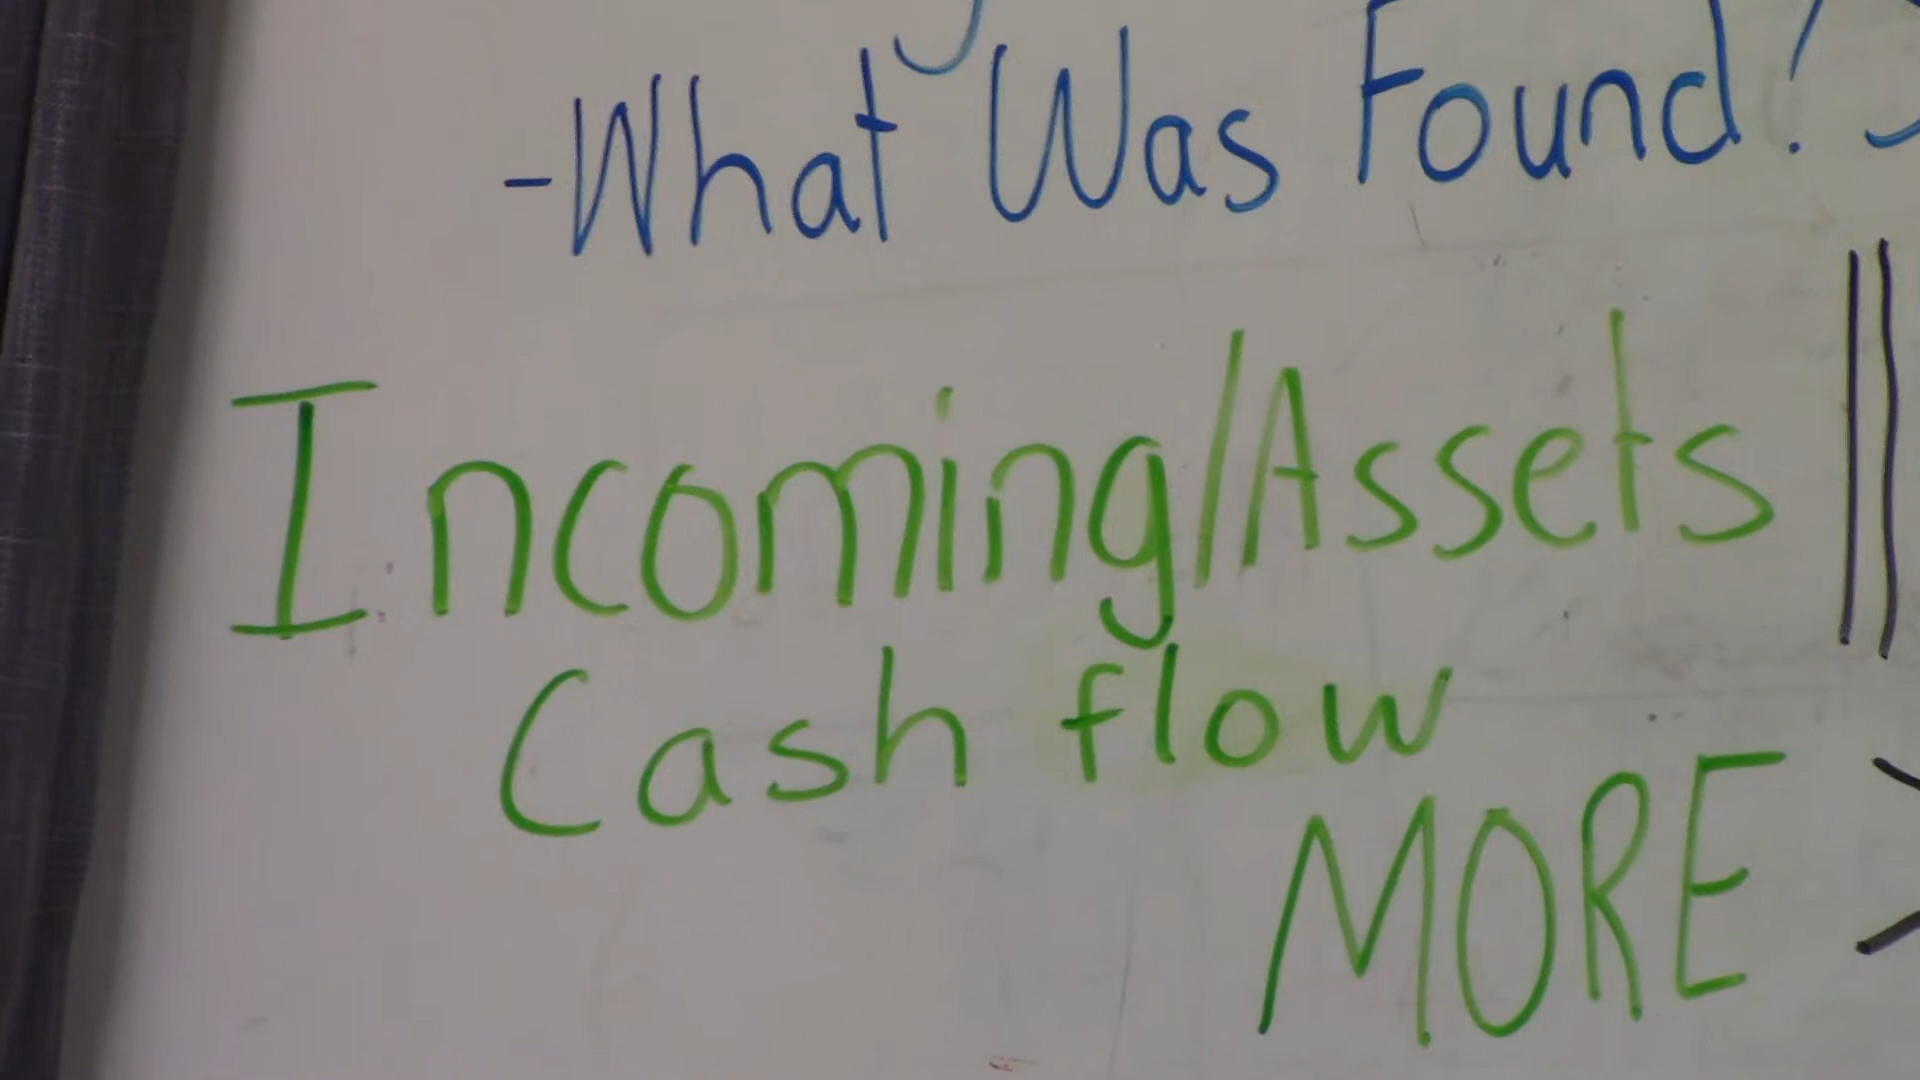 -What Was Found?
Incoming/Assets ||
Cash flow
MORE >